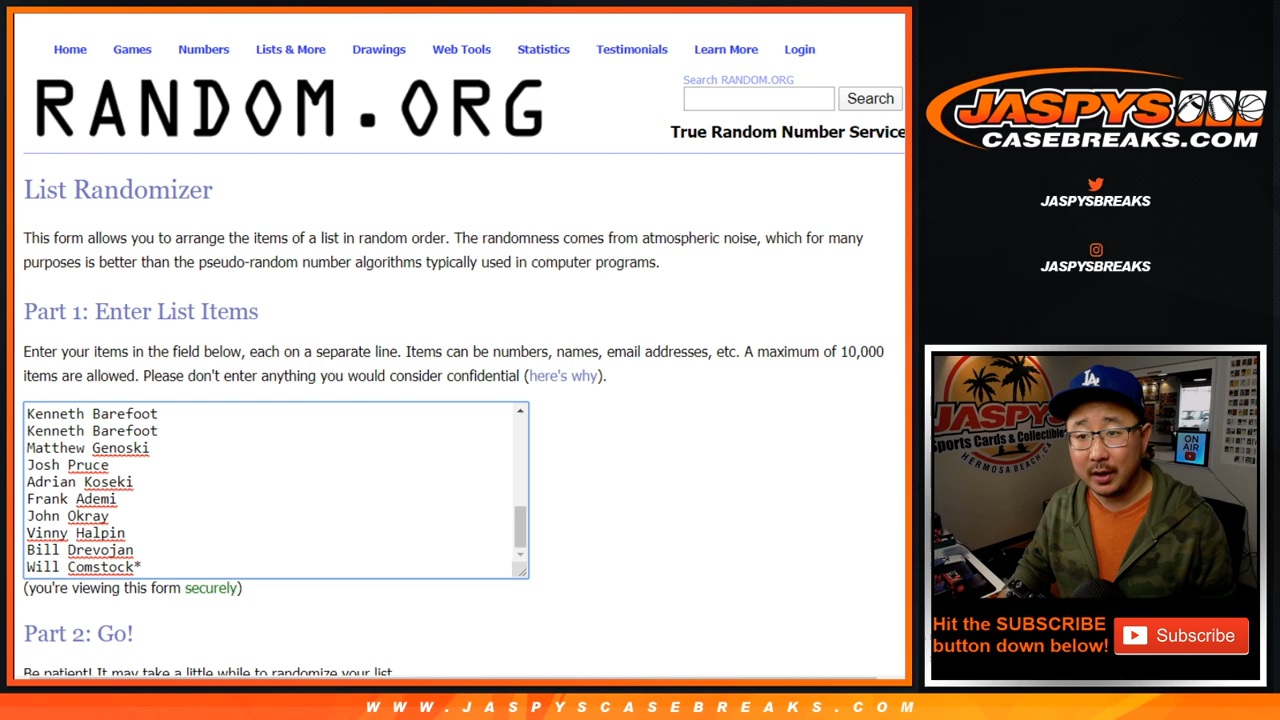 Home Games Numbers Lists & More Drawings Web Tools Statistics Testimonials Learn More Login
RANDOM.ORG
Search RANDOM.ORG
Search
True Random Number Service
List Randomizer
This form allows you to arrange the items of a list in random order. The randomness comes from atmospheric noise, which for many
purposes is better than the pseudo-random number algorithms typically used in computer programs.
Part 1: Enter List Items
Enter your items in the field below, each on a separate line. Items can be numbers, names, email addresses, etc. A maximum of 10,000
items are allowed. Please don't enter anything you would consider confidential (here's why).
Kenneth Barefoot
Kenneth Barefoot
Matthew Genoski
Josh Pruce
Adrian Koseki
Frank Ademi
John Okray
Vinny Halpin
Bill Drevojan
Will Comstock*
(you're viewing this form securely)
Part 2: Go!
Be patient! It may take a little while to randomize your list
JASPYS
CASEBREAKS.COM
JASPYSBREAKS
JASPYSBREAKS
JASPYS
Sports Cards & Collectibles
HERMOSA BEACH, CA
LA
ON
AIR
Hit the SUBSCRIBE
button down below!
Subscribe
WWW.JASPYSCASEBREAKS.COM